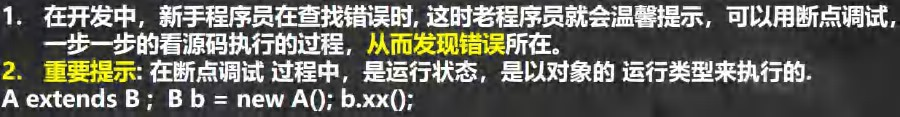 1. 在开发中，新手程序员在查找错误时, 这时老程序员就会温馨提示，可以用断点调试，
一步一步的看源码执行的过程，从而发现错误所在。
2. 重要提示: 在断点调试 过程中，是运行状态，是以对象的 运行类型来执行的.
A extends B ;  B b = new A(); b.xx();